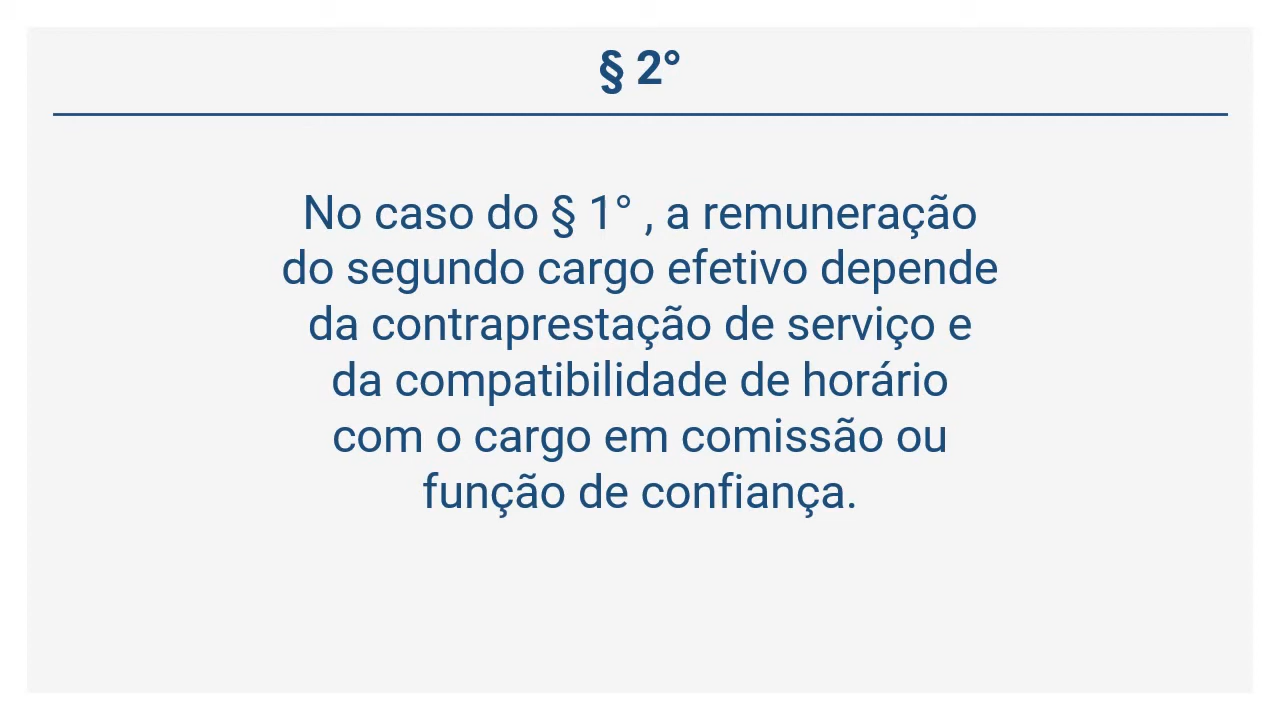 § 2°
No caso do § 1° , a remuneração
do segundo cargo efetivo depende
da contraprestação de serviço e
da compatibilidade de horário
com o cargo em comissão ou
função de confiança.